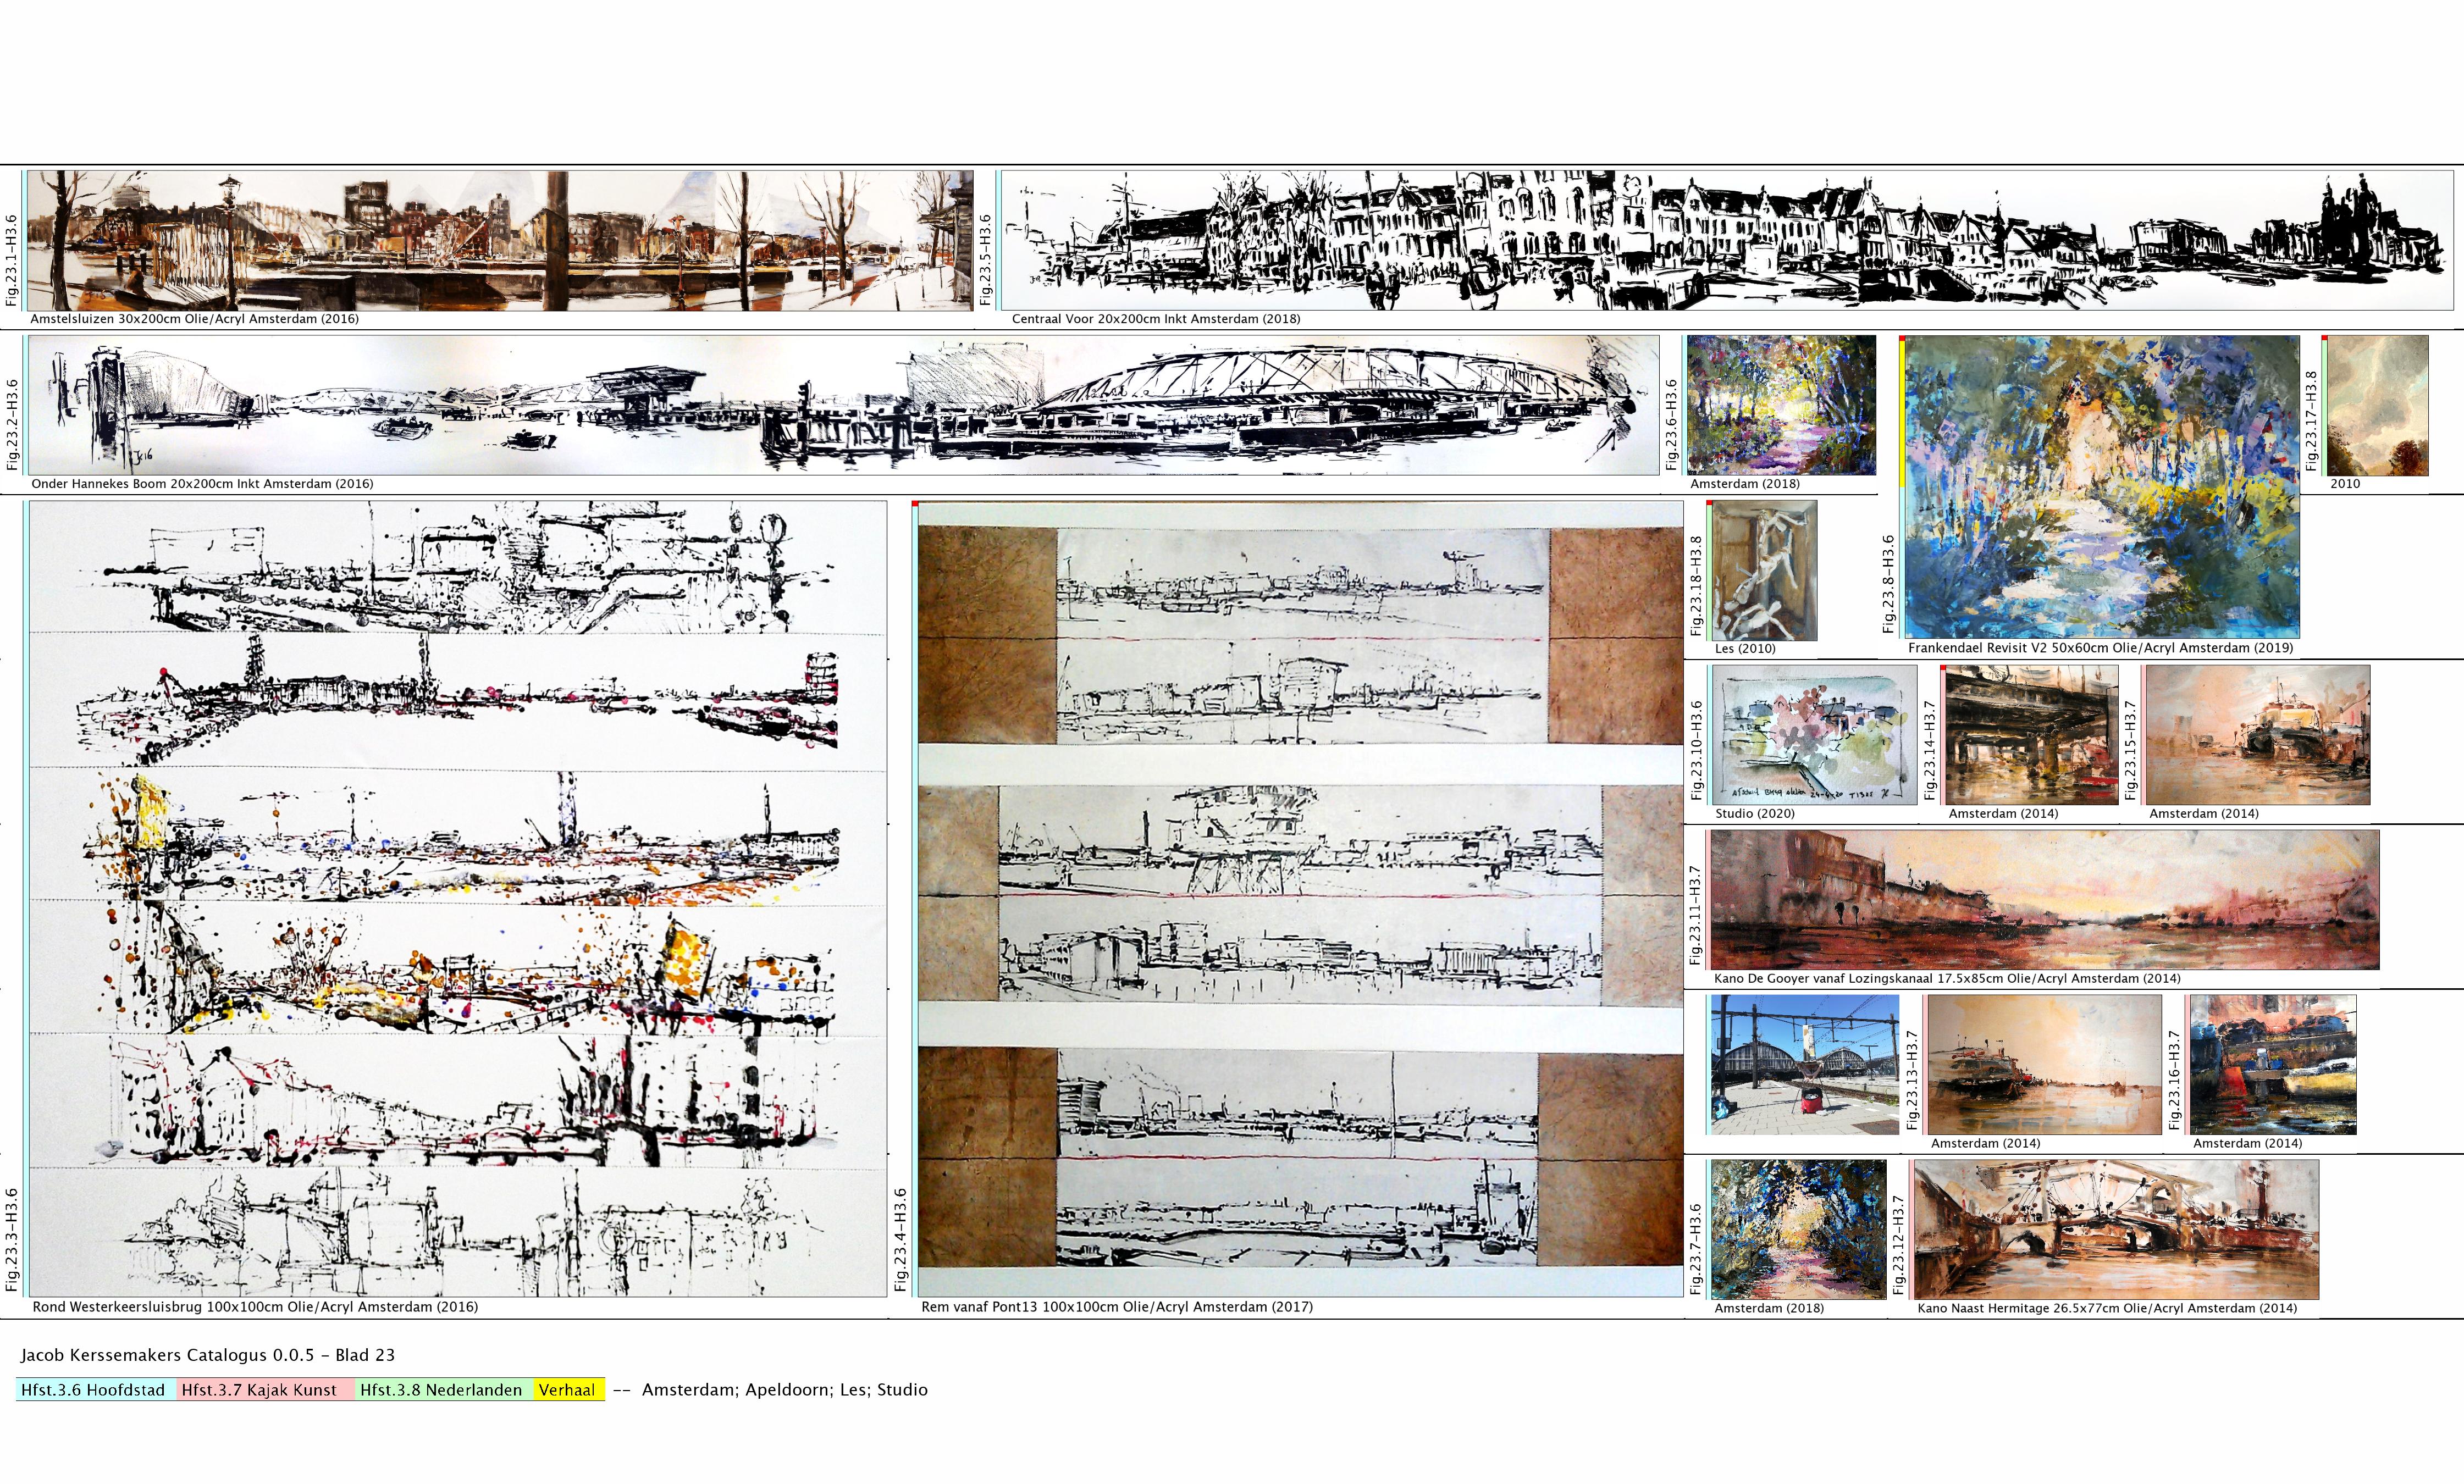 Fig.23.1-H3.6
Amstelsluizen 30x200cm Olie/Acryl Amsterdam (2016)
Fig.23.5-H3.6
Centraal Voor 20x200cm Inkt Amsterdam (2018)
Fig.23.2-H3.6
Jk16
Onder Hannekes Boom 20x200cm Inkt Amsterdam (2016)
Fig.23.6-H3.6
Amsterdam (2018)
Fig.23.8-H3.6
Frankendael Revisit V2 50x60cm Olie/Acryl Amsterdam (2019)
Fig.23.17-H3.8
2010
Fig.23.3-H3.6
Rond Westerkeersluisbrug 100x100cm Olie/Acryl Amsterdam (2016)
Fig.23.4-H3.6
Rem vanaf Pont13 100x100cm Olie/Acryl Amsterdam (2017)
Fig.23.18-H3.8
Les (2010)
Fig.23.10-H3.6
Studio (2020)
Fig.23.14-H3.7
Amsterdam (2014)
Fig.23.15-H3.7
Amsterdam (2014)
Fig.23.11-H3.7
Kano De Gooyer vanaf Lozingskanaal 17.5x85cm Olie/Acryl Amsterdam (2014)
Fig.23.13-H3.7
Amsterdam (2014)
Fig.23.16-H3.7
Amsterdam (2014)
Fig.23.7-H3.6
Amsterdam (2018)
Fig.23.12-H3.7
Kano Naast Hermitage 26.5x77cm Olie/Acryl Amsterdam (2014)
Jacob Kerssemakers Catalogus 0.0.5 - Blad 23
Hfst.3.6 Hoofdstad Hfst.3.7 Kajak Kunst Hfst.3.8 Nederlanden Verhaal -- Amsterdam; Apeldoorn; Les; Studio